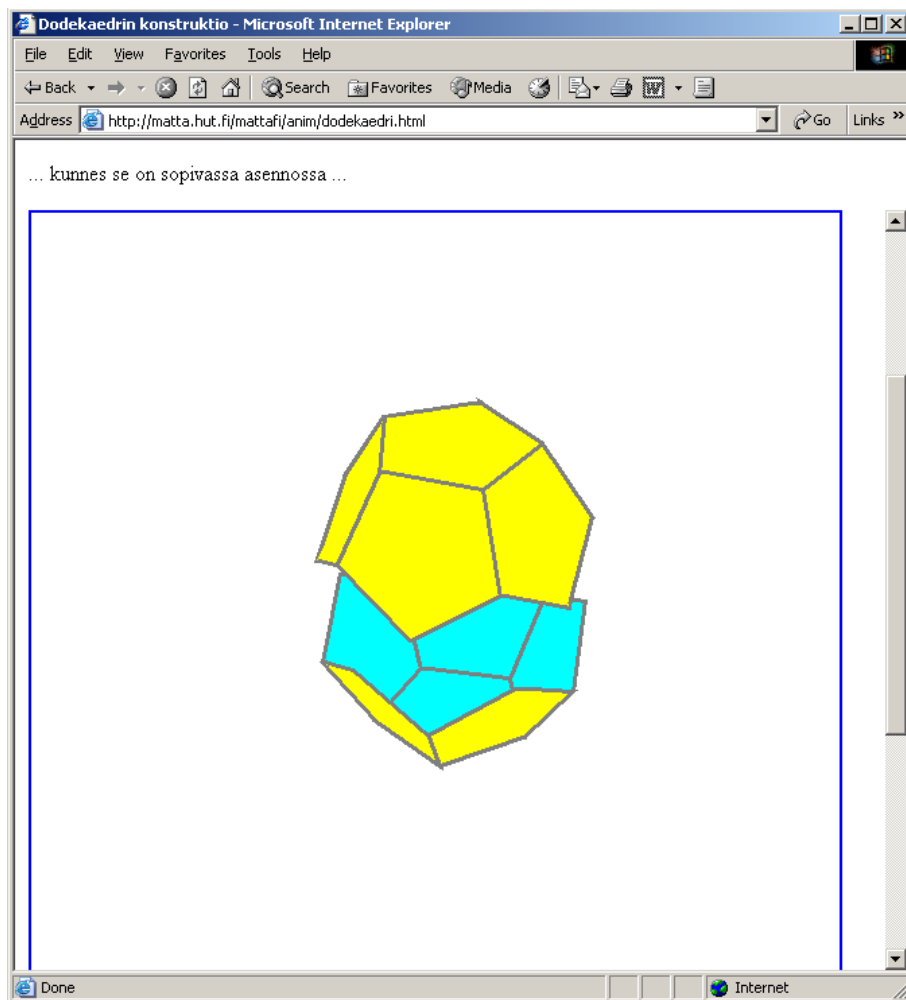 Dodekaedrin konstruktio - Microsoft Internet Explorer
File Edit View Favorites Tools Help
Back Search Favorites Media W
Address http://matta.hut.fi/mattafi/anim/dodekaedri.html Go Links »
... kunnes se on sopivassa asennossa ...
Done Internet